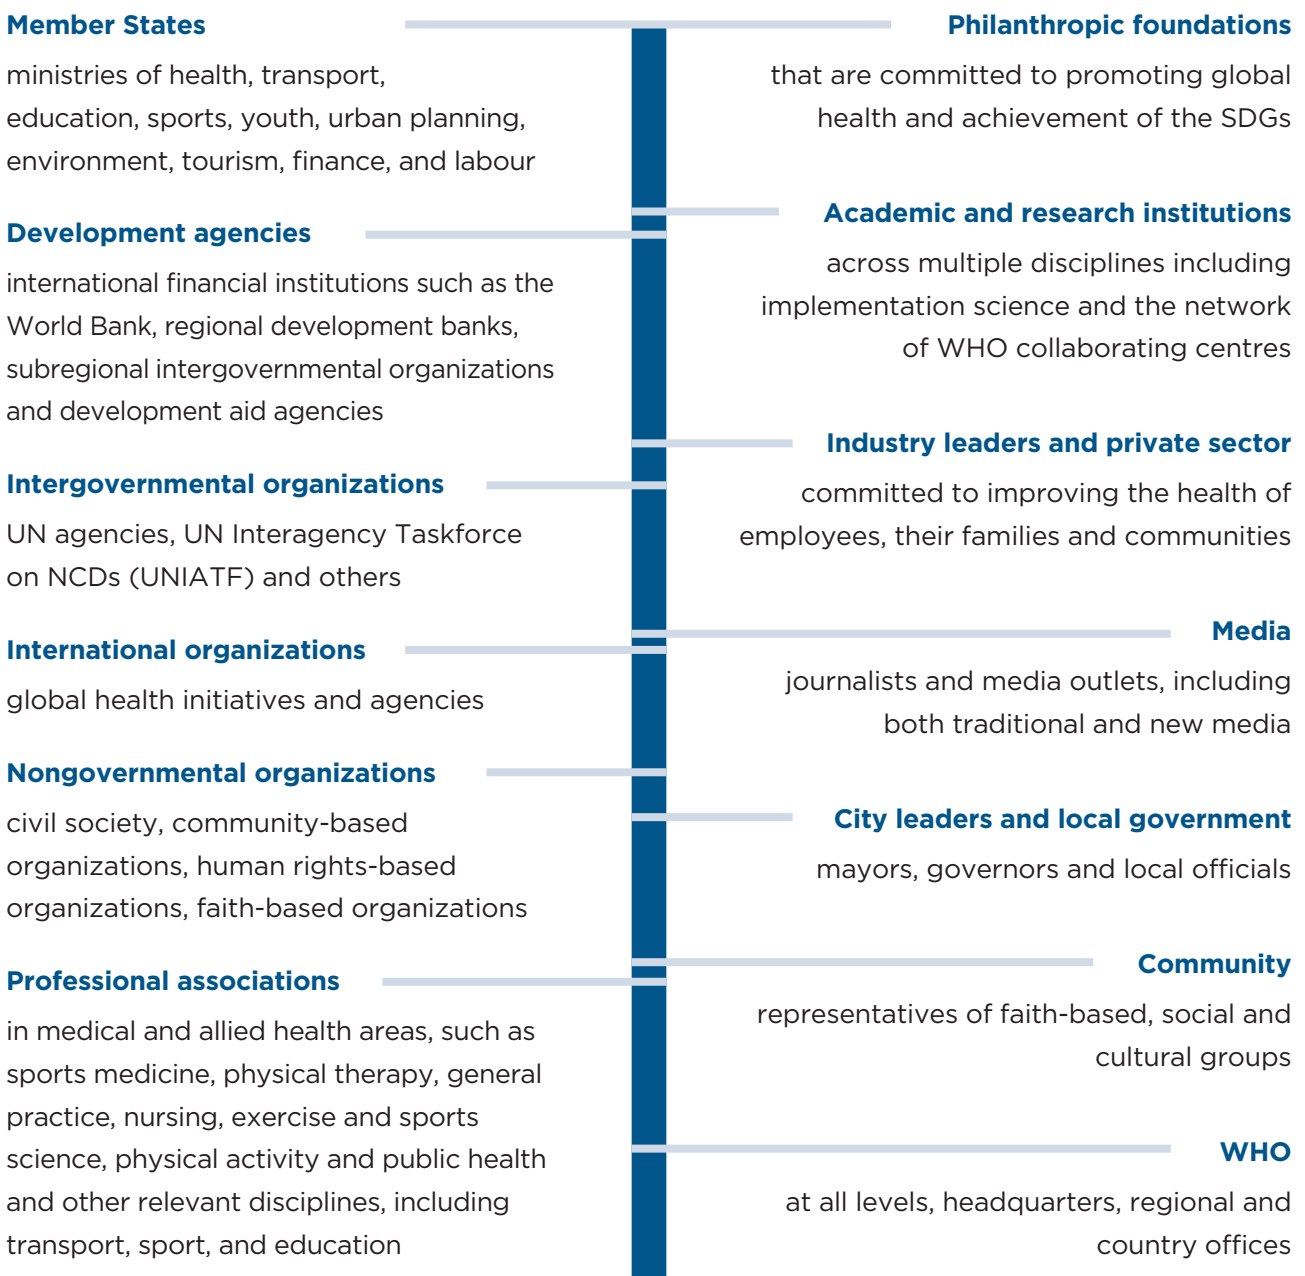 Member States
ministries of health, transport,
education, sports, youth, urban planning,
environment, tourism, finance, and labour
Development agencies
international financial institutions such as the
World Bank, regional development banks,
subregional intergovernmental organizations
and development aid agencies
Intergovernmental organizations
UN agencies, UN Interagency Taskforce
on NCDs (UNIATF) and others
International organizations
global health initiatives and agencies
Nongovernmental organizations
civil society, community-based
organizations, human rights-based
organizations, faith-based organizations
Professional associations
in medical and allied health areas, such as
sports medicine, physical therapy, general
practice, nursing, exercise and sports
science, physical activity and public health
and other relevant disciplines, including
transport, sport, and education
Philanthropic foundations
that are committed to promoting global
health and achievement of the SDGs
Academic and research institutions
across multiple disciplines including
implementation science and the network
of WHO collaborating centres
Industry leaders and private sector
committed to improving the health of
employees, their families and communities
Media
journalists and media outlets, including
both traditional and new media
City leaders and local government
mayors, governors and local officials
Community
representatives of faith-based, social and
cultural groups
WHO
at all levels, headquarters, regional and
country offices